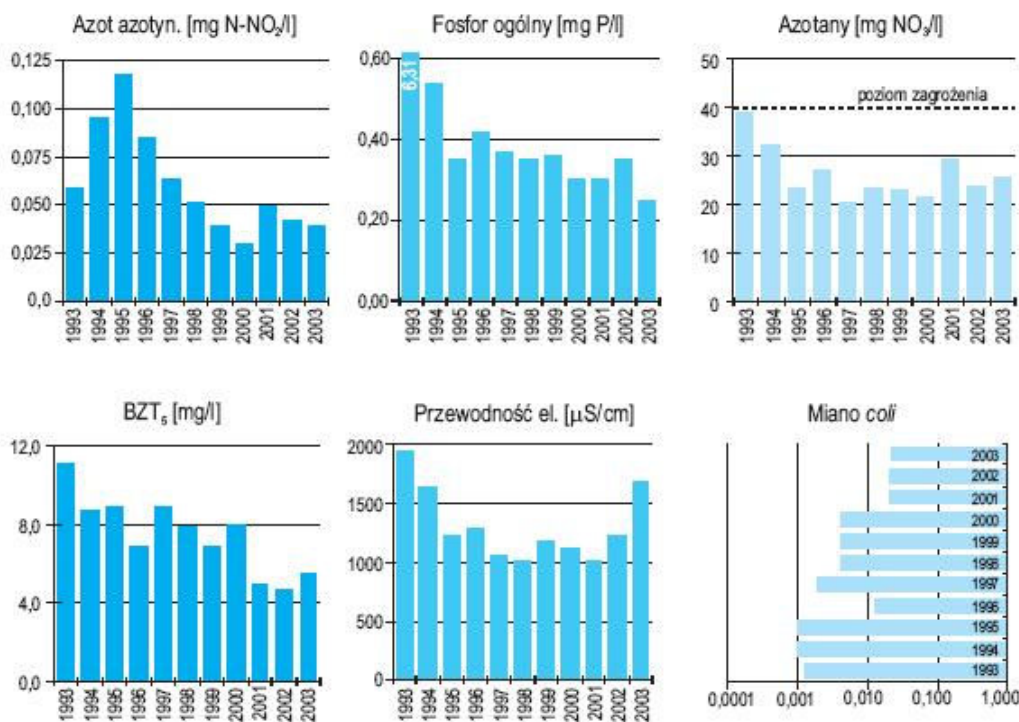 Azot azotyn. [mg N-NO₂/l]
0,125
0,100
0,075
0,050
0,025
0,0
1993 1994 1995 1996 1997 1998 1999 2000 2001 2002 2003
Fosfor ogólny [mg P/l]
0,60
0,40
0,20
0,00
6,31
1993 1994 1995 1996 1997 1998 1999 2000 2001 2002 2003
Azotany [mg NO₃/l]
50
40
30
20
10
0
poziom zagrożenia
1993 1994 1995 1996 1997 1998 1999 2000 2001 2002 2003
BZT₅ [mg/l]
12,0
8,0
4,0
0,0
1993 1994 1995 1996 1997 1998 1999 2000 2001 2002 2003
Przewodność el. [µS/cm]
2000
1500
1000
500
0
1993 1994 1995 1996 1997 1998 1999 2000 2001 2002 2003
Miano coli
2003
2002
2001
2000
1999
1998
1997
1996
1995
1994
1993
0,0001 0,001 0,010 0,100 1,000